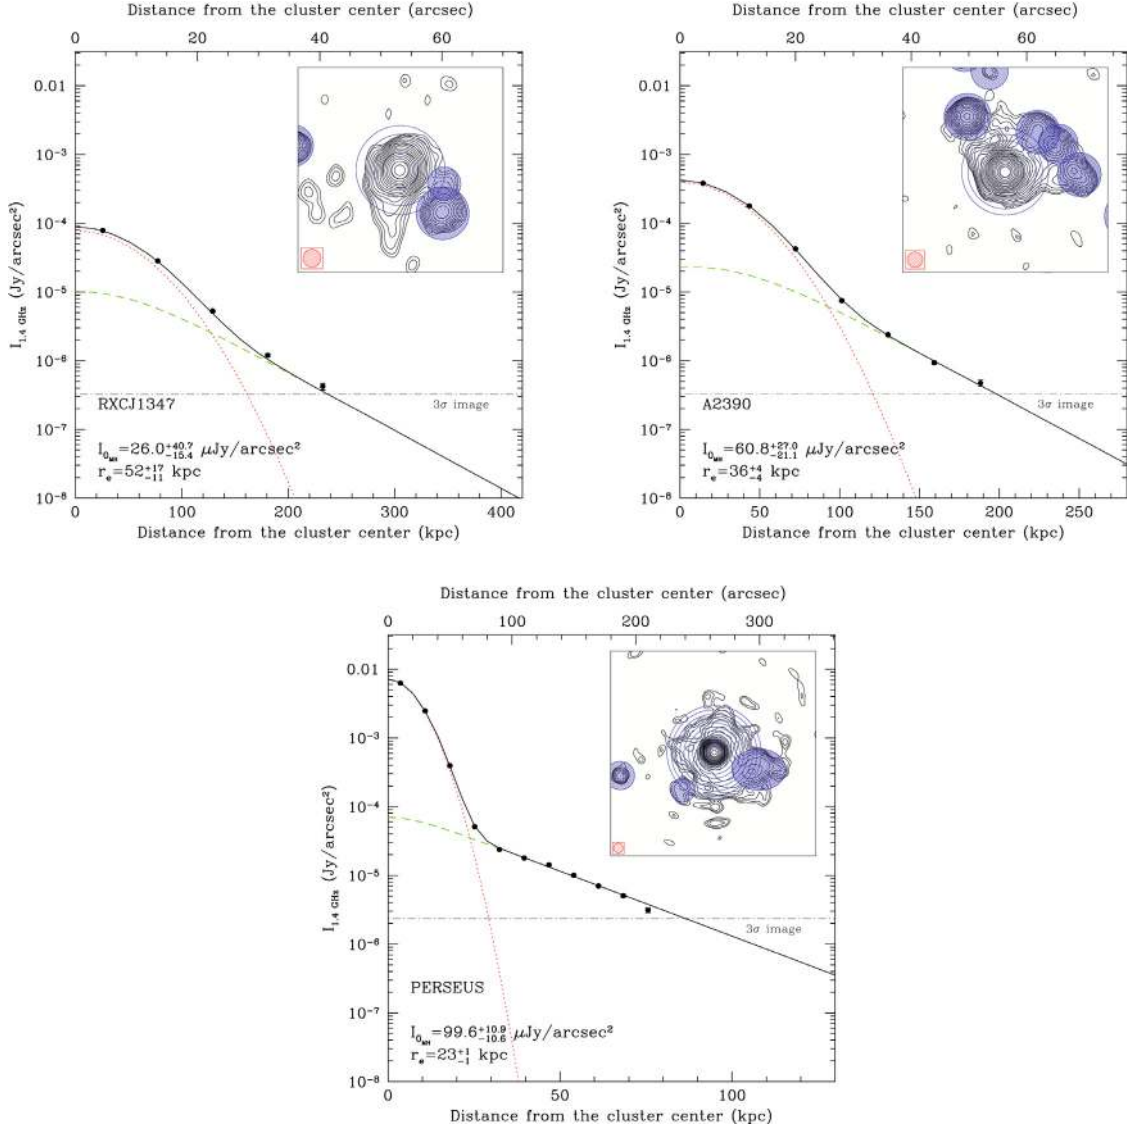 Distance from the cluster center (arcsec)
0 20 40 60
0.01
10⁻³
10⁻⁴
10⁻⁵
10⁻⁶
10⁻⁷
10⁻⁸
I₁.₄ GHz (Jy/arcsec²)
3σ image
RXCJ1347
I₀MH=26.0+40.7−15.4 μJy/arcsec²
rₑ=52+17−11 kpc
0 100 200 300 400
Distance from the cluster center (kpc)
Distance from the cluster center (arcsec)
0 20 40 60
0.01
10⁻³
10⁻⁴
10⁻⁵
10⁻⁶
10⁻⁷
10⁻⁸
I₁.₄ GHz (Jy/arcsec²)
3σ image
A2390
I₀MH=60.8+27.0−21.1 μJy/arcsec²
rₑ=36+4−4 kpc
0 50 100 150 200 250
Distance from the cluster center (kpc)
Distance from the cluster center (arcsec)
0 100 200 300
0.01
10⁻³
10⁻⁴
10⁻⁵
10⁻⁶
10⁻⁷
10⁻⁸
I₁.₄ GHz (Jy/arcsec²)
3σ image
PERSEUS
I₀MH=99.6+10.9−10.6 μJy/arcsec²
rₑ=23+1−1 kpc
0 50 100
Distance from the cluster center (kpc)